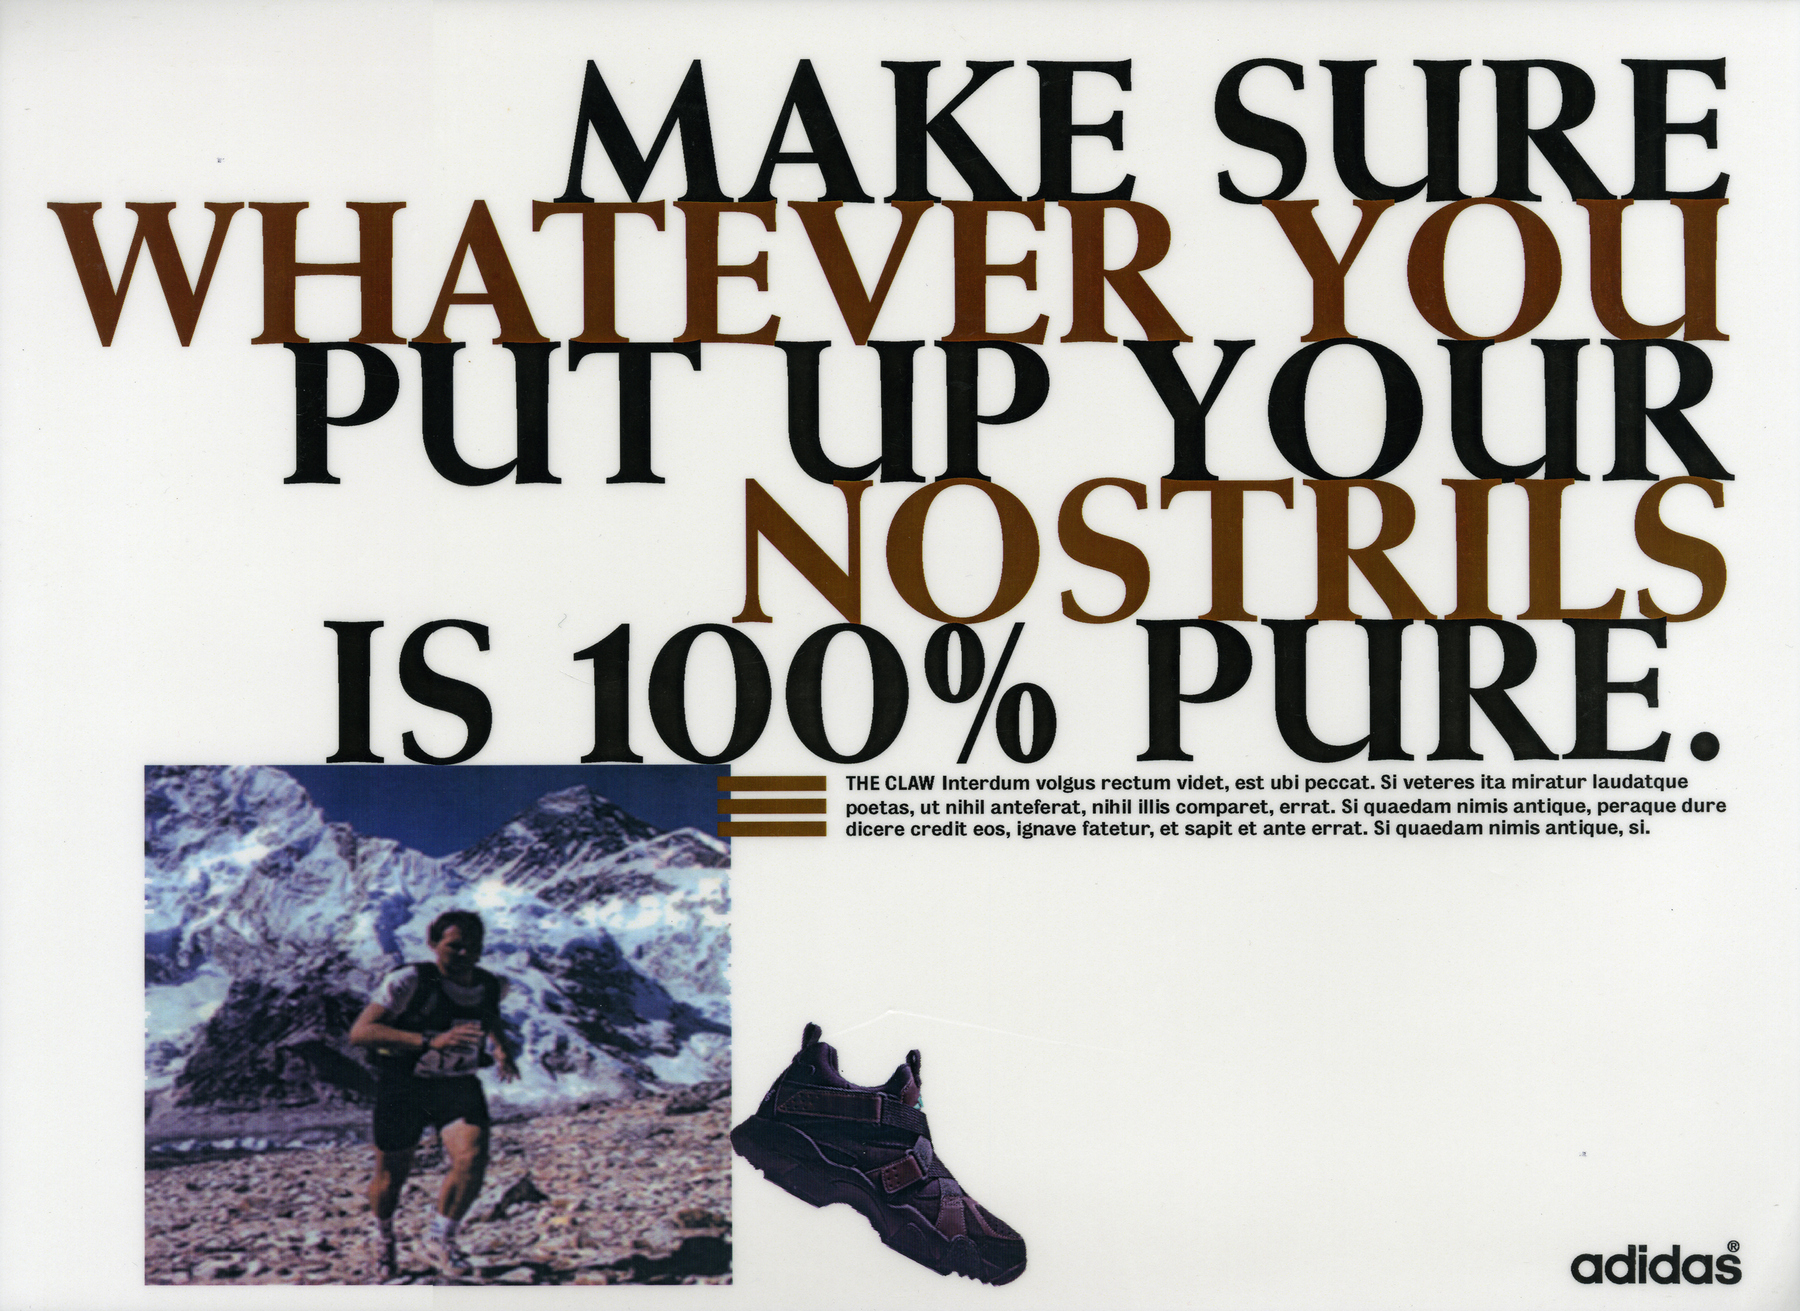 MAKE SURE
WHATEVER YOU
PUT UP YOUR
NOSTRILS
IS 100% PURE.
THE CLAW Interdum volgus rectum videt, est ubi peccat. Si veteres ita miratur laudatque
poetas, ut nihil anteferat, nihil illis comparet, errat. Si quaedam nimis antique, peraque dure
dicere credit eos, ignave fatetur, et sapit et ante errat. Si quaedam nimis antique, si.
adidas®